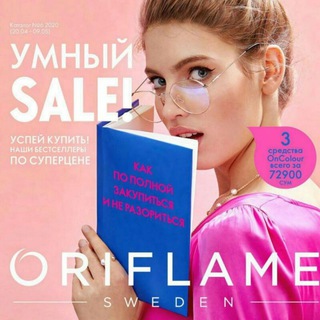 УМНЫЙ
SALE!
УСПЕЙ КУПИТЬ!
НАШИ БЕСТСЕЛЛЕРЫ
ПО СУПЕРЦЕНЕ
КАК
ПО ПОЛНОЙ
ЗАКУПИТЬСЯ
И НЕ РАЗОРИТЬСЯ
3
средства
OnColour
всего за
72900
СУМ
ORIFLAME
SWEDEN